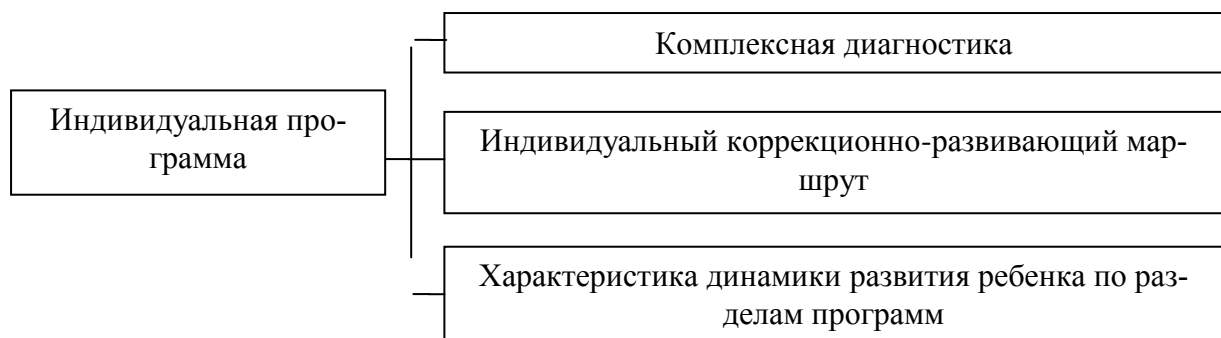 Комплексная диагностика
Индивидуальная про-
грамма
Индивидуальный коррекционно-развивающий мар-
шрут
Характеристика динамики развития ребенка по раз-
делам программ